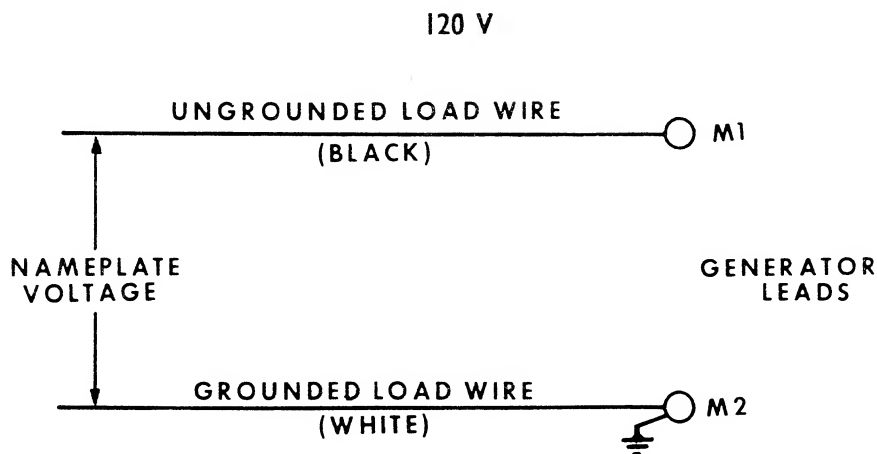 120 V
UNGROUNDED LOAD WIRE
(BLACK)
M1
NAMEPLATE
VOLTAGE
GENERATOR
LEADS
GROUNDED LOAD WIRE
(WHITE)
M2